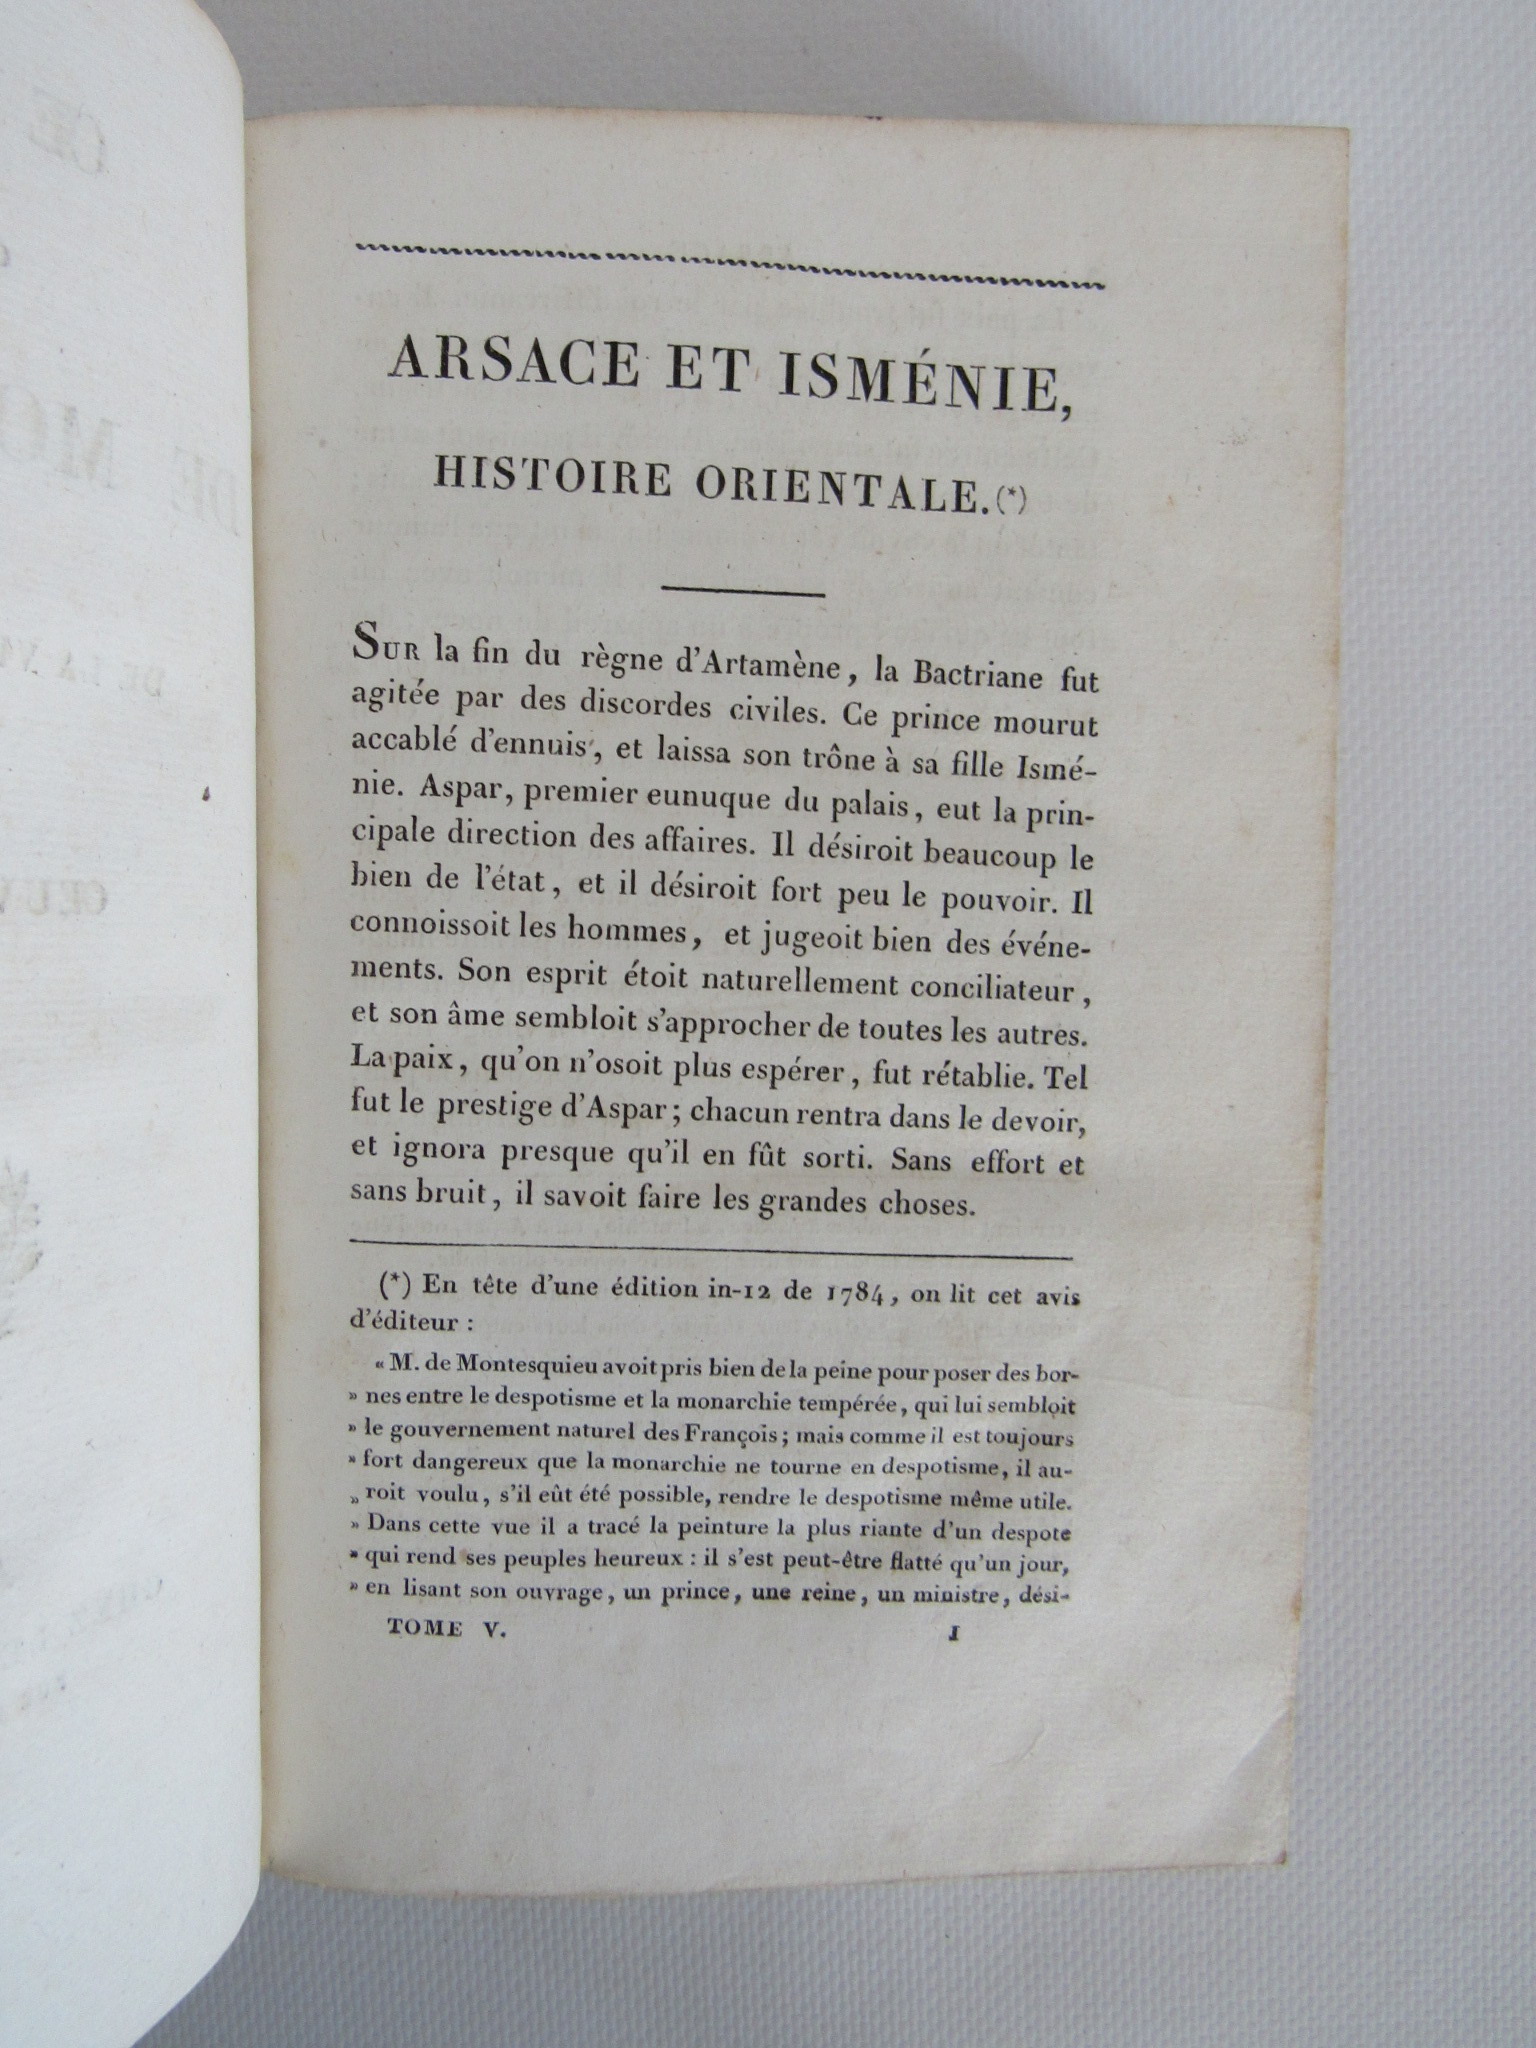 ARSACE ET ISMÉNIE,
HISTOIRE ORIENTALE.(*)
SUR la fin du règne d'Artamène, la Bactriane fut
agitée par des discordes civiles. Ce prince mourut
accablé d'ennuis, et laissa son trône à sa fille Ismé-
nie. Aspar, premier eunuque du palais, eut la prin-
cipale direction des affaires. Il désiroit beaucoup le
bien de l'état, et il désiroit fort peu le pouvoir. Il
connoissoit les hommes, et jugeoit bien des événe-
ments. Son esprit étoit naturellement conciliateur,
et son âme sembloit s'approcher de toutes les autres.
La paix, qu'on n'osoit plus espérer, fut rétablie. Tel
fut le prestige d'Aspar; chacun rentra dans le devoir,
et ignora presque qu'il en fût sorti. Sans effort et
sans bruit, il savoit faire les grandes choses.
(*) En tête d'une édition in-12 de 1784, on lit cet avis
d'éditeur :
« M. de Montesquieu avoit pris bien de la peine pour poser des bor-
» nes entre le despotisme et la monarchie tempérée, qui lui sembloit
» le gouvernement naturel des François; mais comme il est toujours
» fort dangereux que la monarchie ne tourne en despotisme, il au-
» roit voulu, s'il eût été possible, rendre le despotisme même utile.
» Dans cette vue il a tracé la peinture la plus riante d'un despote
» qui rend ses peuples heureux : il s'est peut-être flatté qu'un jour,
» en lisant son ouvrage, un prince, une reine, un ministre, dési-
TOME V. 1